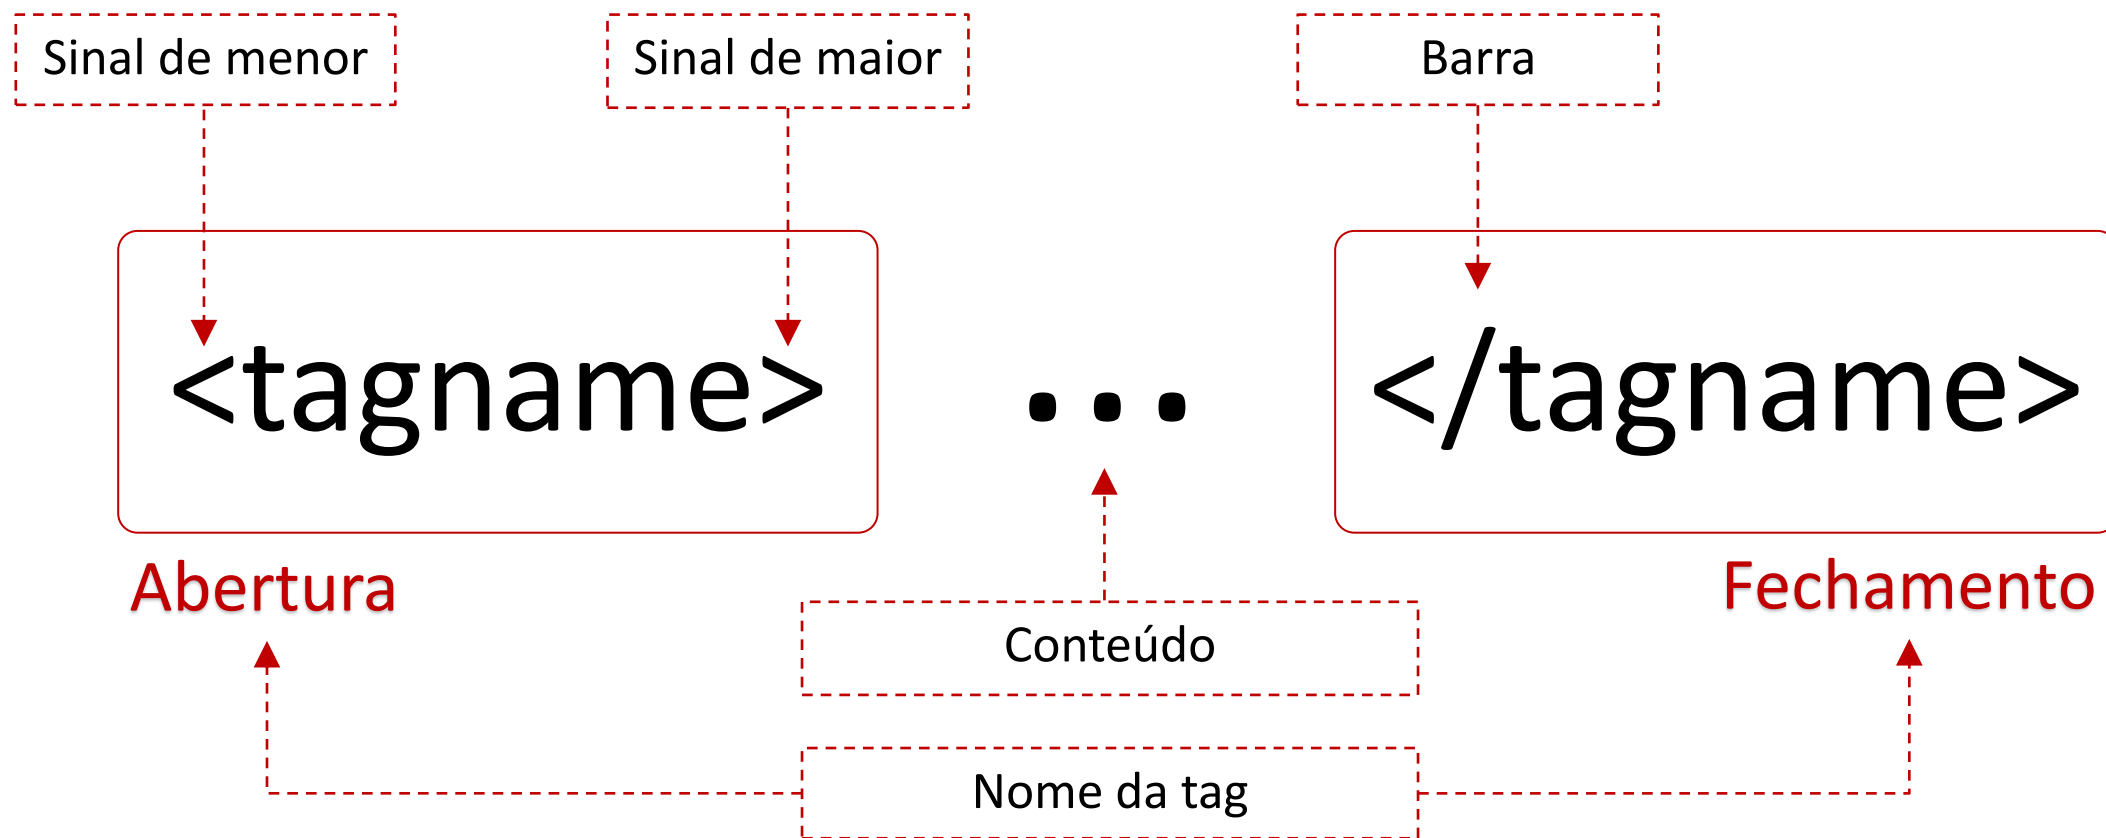 Sinal de menor
Sinal de maior
Barra
<tagname>
...
</tagname>
Abertura
Fechamento
Conteúdo
Nome da tag